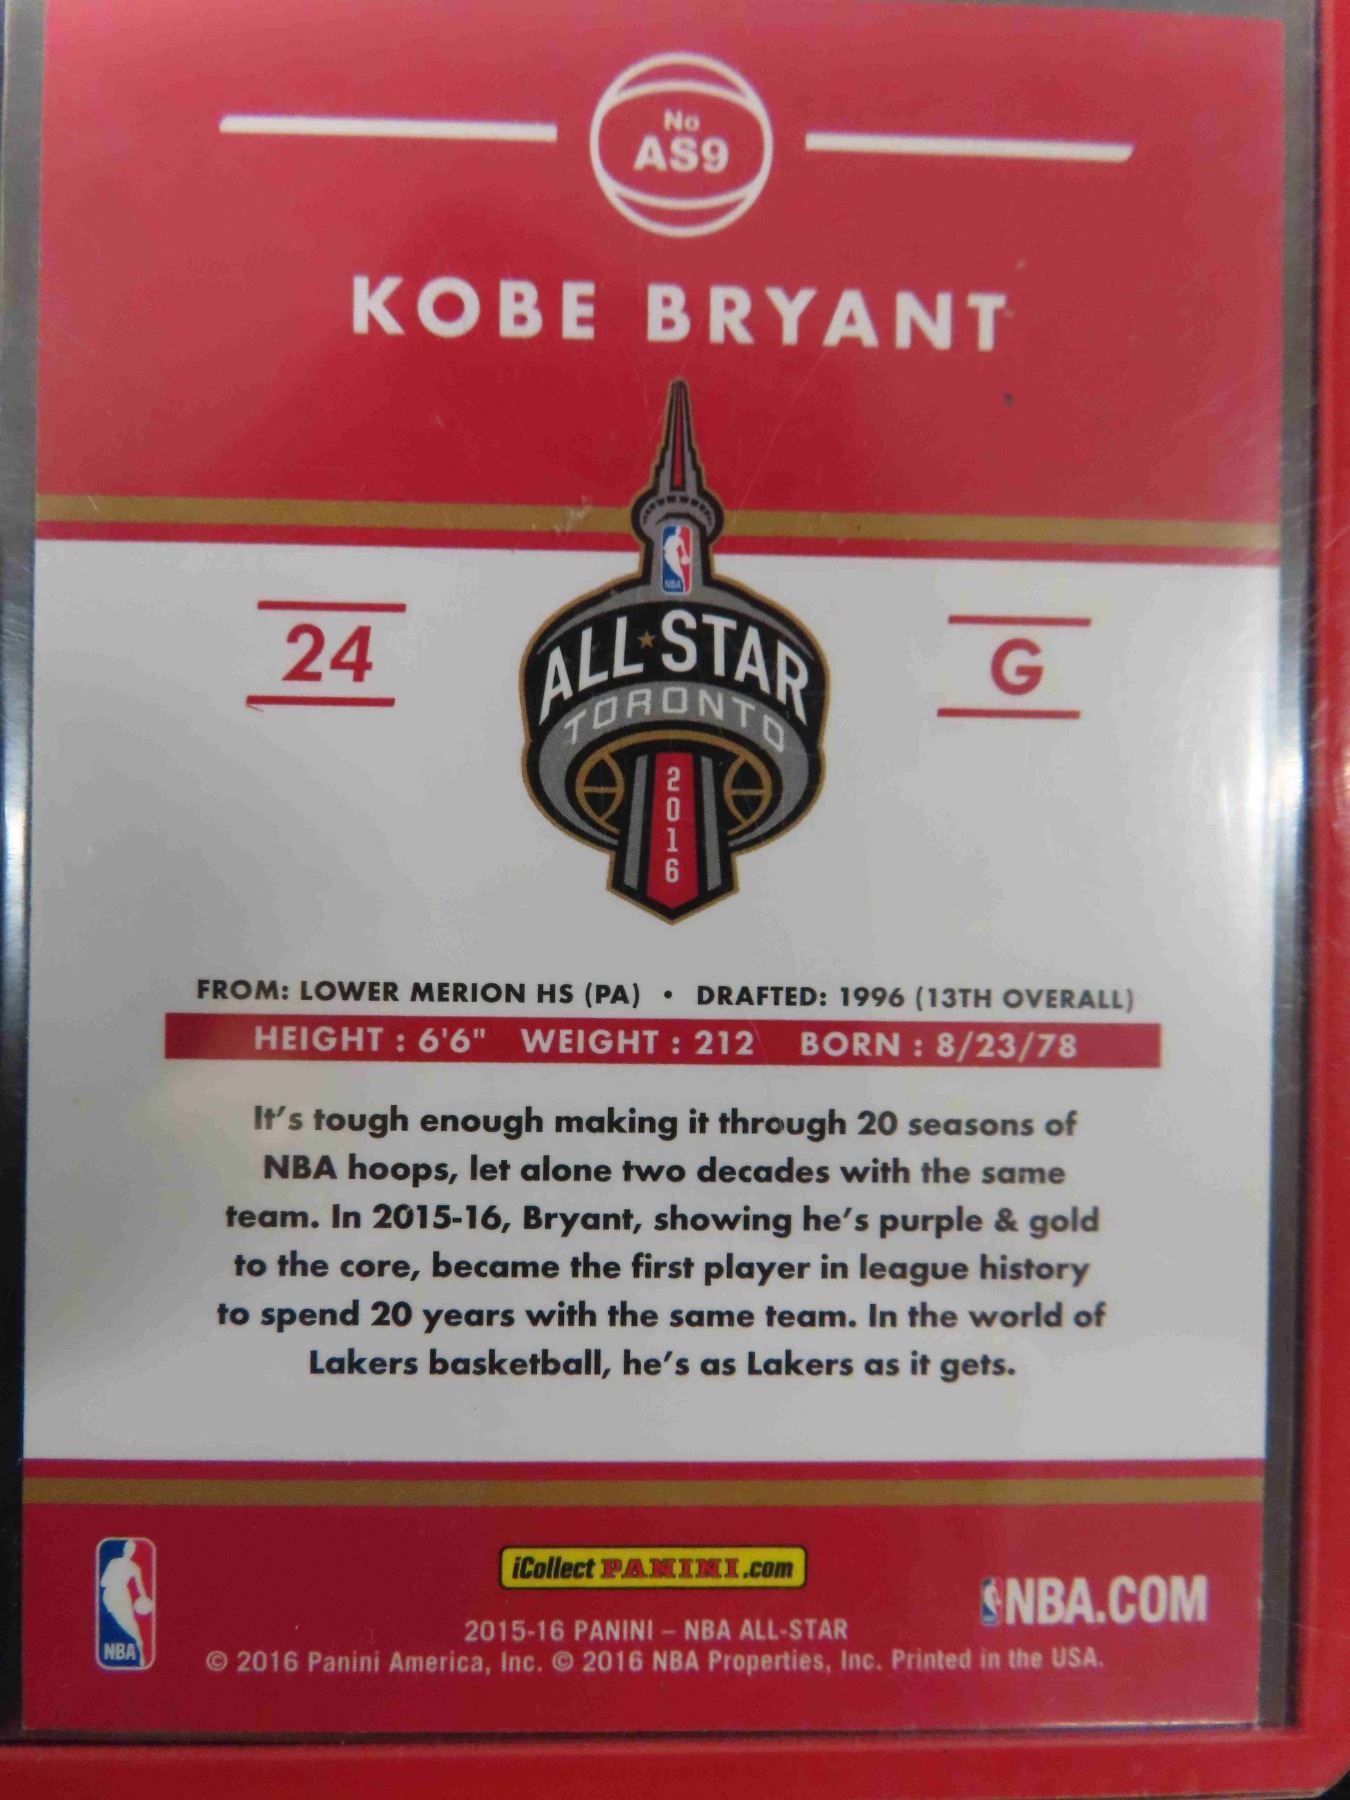 No
AS9
KOBE BRYANT
NBA
24
G
ALL★STAR
TORONTO
2016
FROM: LOWER MERION HS (PA) • DRAFTED: 1996 (13TH OVERALL)
HEIGHT : 6'6" WEIGHT : 212 BORN : 8/23/78
It's tough enough making it through 20 seasons of
NBA hoops, let alone two decades with the same
team. In 2015-16, Bryant, showing he's purple & gold
to the core, became the first player in league history
to spend 20 years with the same team. In the world of
Lakers basketball, he's as Lakers as it gets.
iCollect PANINI.com
NBA
NBA.COM
2015-16 PANINI – NBA ALL-STAR
© 2016 Panini America, Inc. © 2016 NBA Properties, Inc. Printed in the USA.